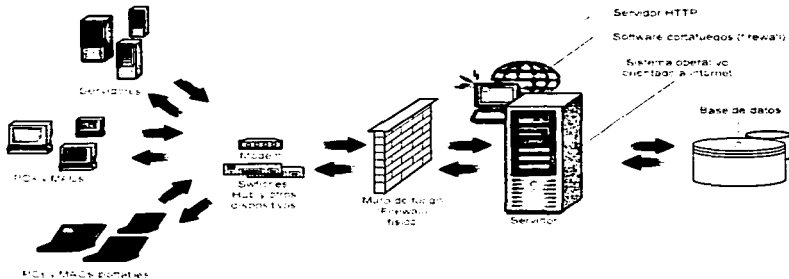 Servidor HTTP
Software cortafuegos (firewall)
Sistema operativo
orientado a internet
Servidores
Base de datos
Modem
PCs y MACs
Switches
Hub y otros
dispositivos
Muro de fuego
Firewall
físico
Servidor
PCs y MACs portatiles